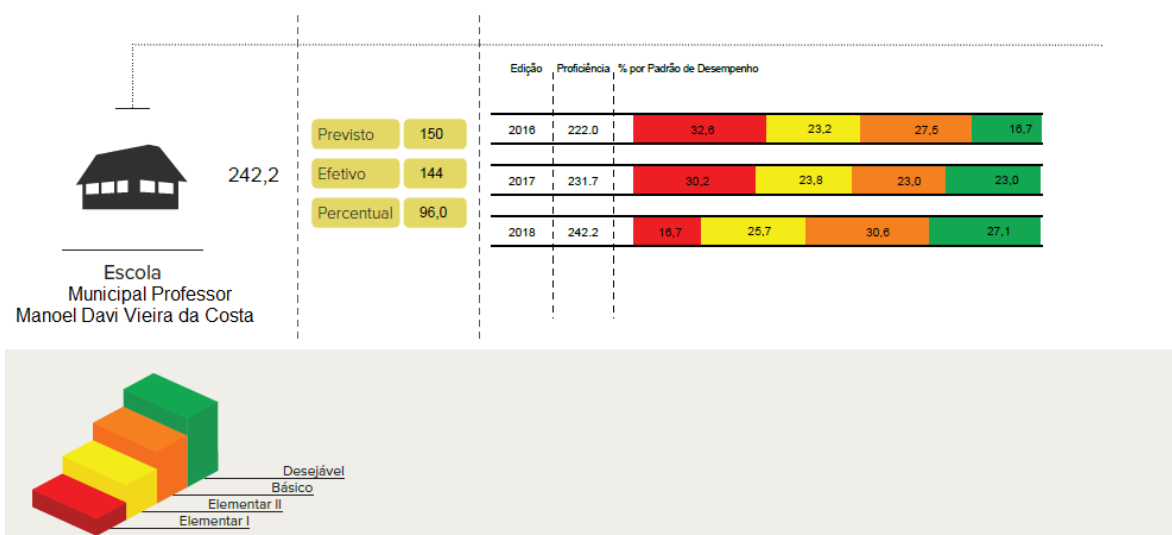 Edição Proficiência % por Padrão de Desempenho
242,2
Previsto 150
Efetivo 144
Percentual 96,0
2016 222.0 32,6 23,2 27,5 16,7
2017 231.7 30,2 23,8 23,0 23,0
2018 242.2 16,7 25,7 30,6 27,1
Escola
Municipal Professor
Manoel Davi Vieira da Costa
Desejável
Básico
Elementar II
Elementar I